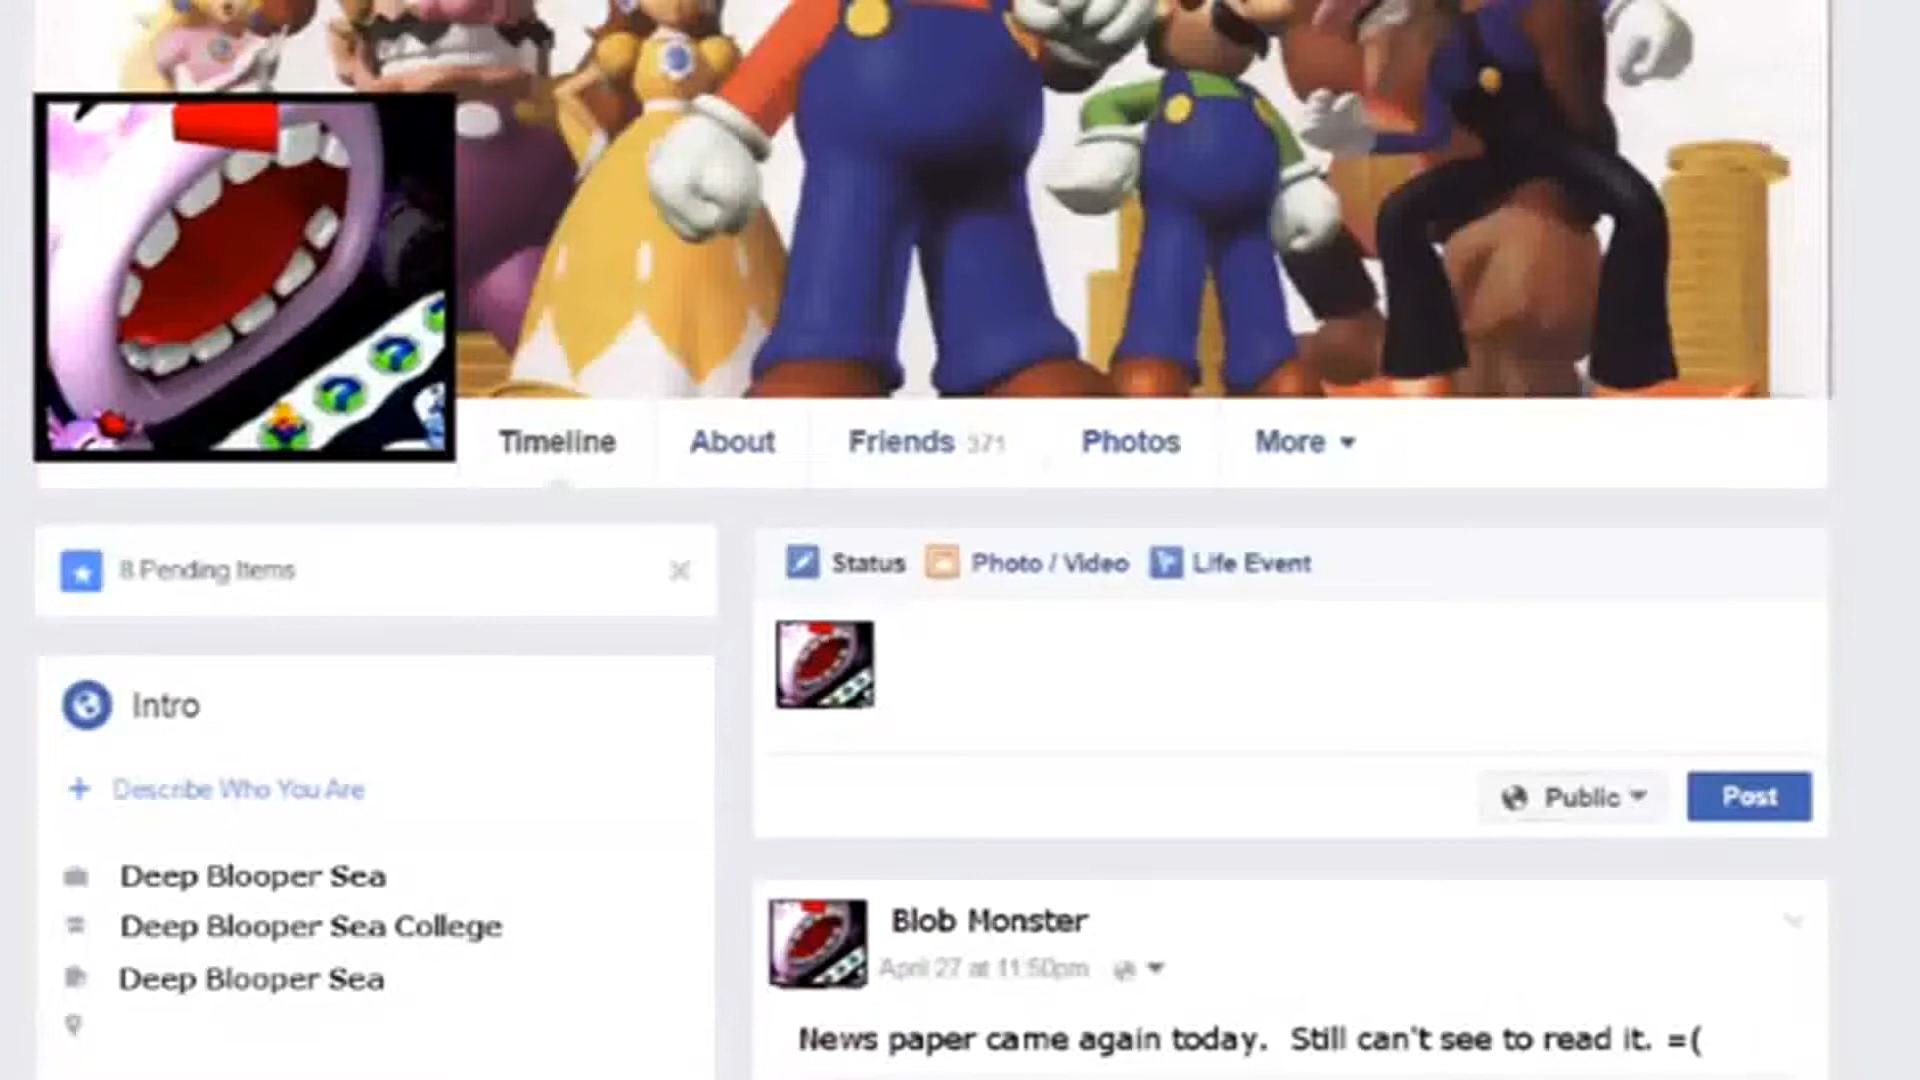 Timeline About Friends 371 Photos More
8 Pending Items
Status Photo / Video Life Event
Intro
Describe Who You Are
Public Post
Deep Blooper Sea
Deep Blooper Sea College
Deep Blooper Sea
Blob Monster
April 27 at 11:50pm
News paper came again today. Still can't see to read it. =(